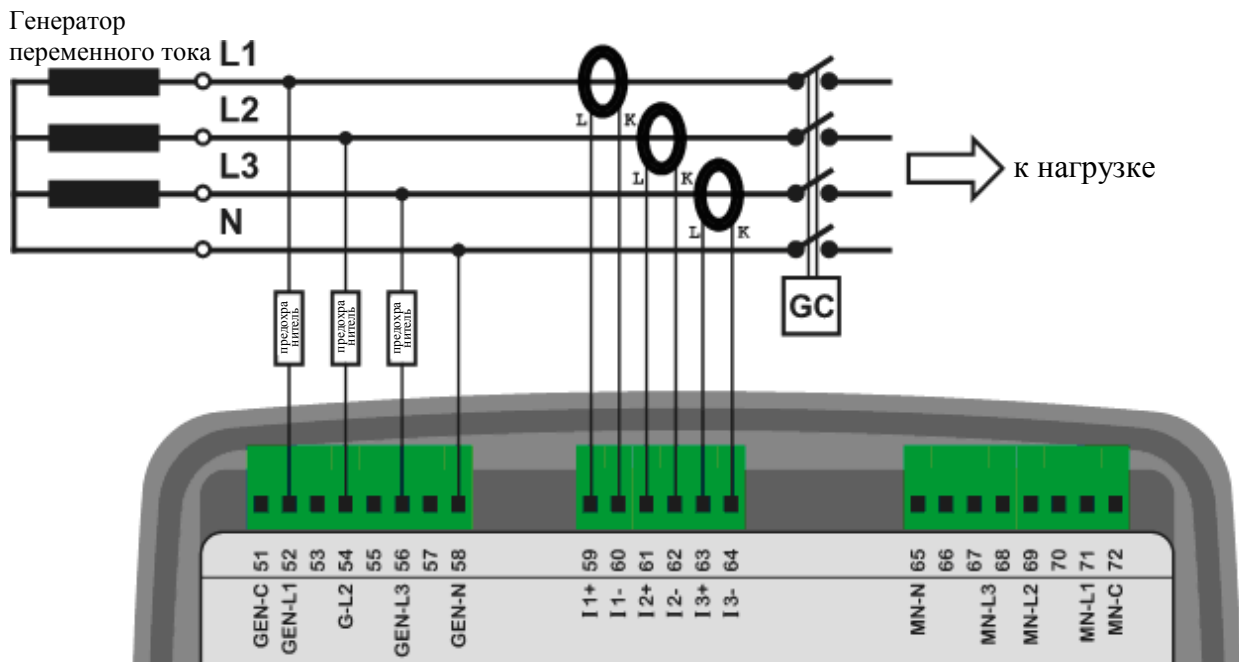 Генератор
переменного тока
L1
L2
L3
N
L K
L K
L K
к нагрузке
GC
предохра
нитель
предохра
нитель
предохра
нитель
51 52 53 54 55 56 57 58 59 60 61 62 63 64 65 66 67 68 69 70 71 72
GEN-C GEN-L1 G-L2 GEN-L3 GEN-N I1+ I1- I2+ I2- I3+ I3- MN-N MN-L3 MN-L2 MN-L1 MN-C